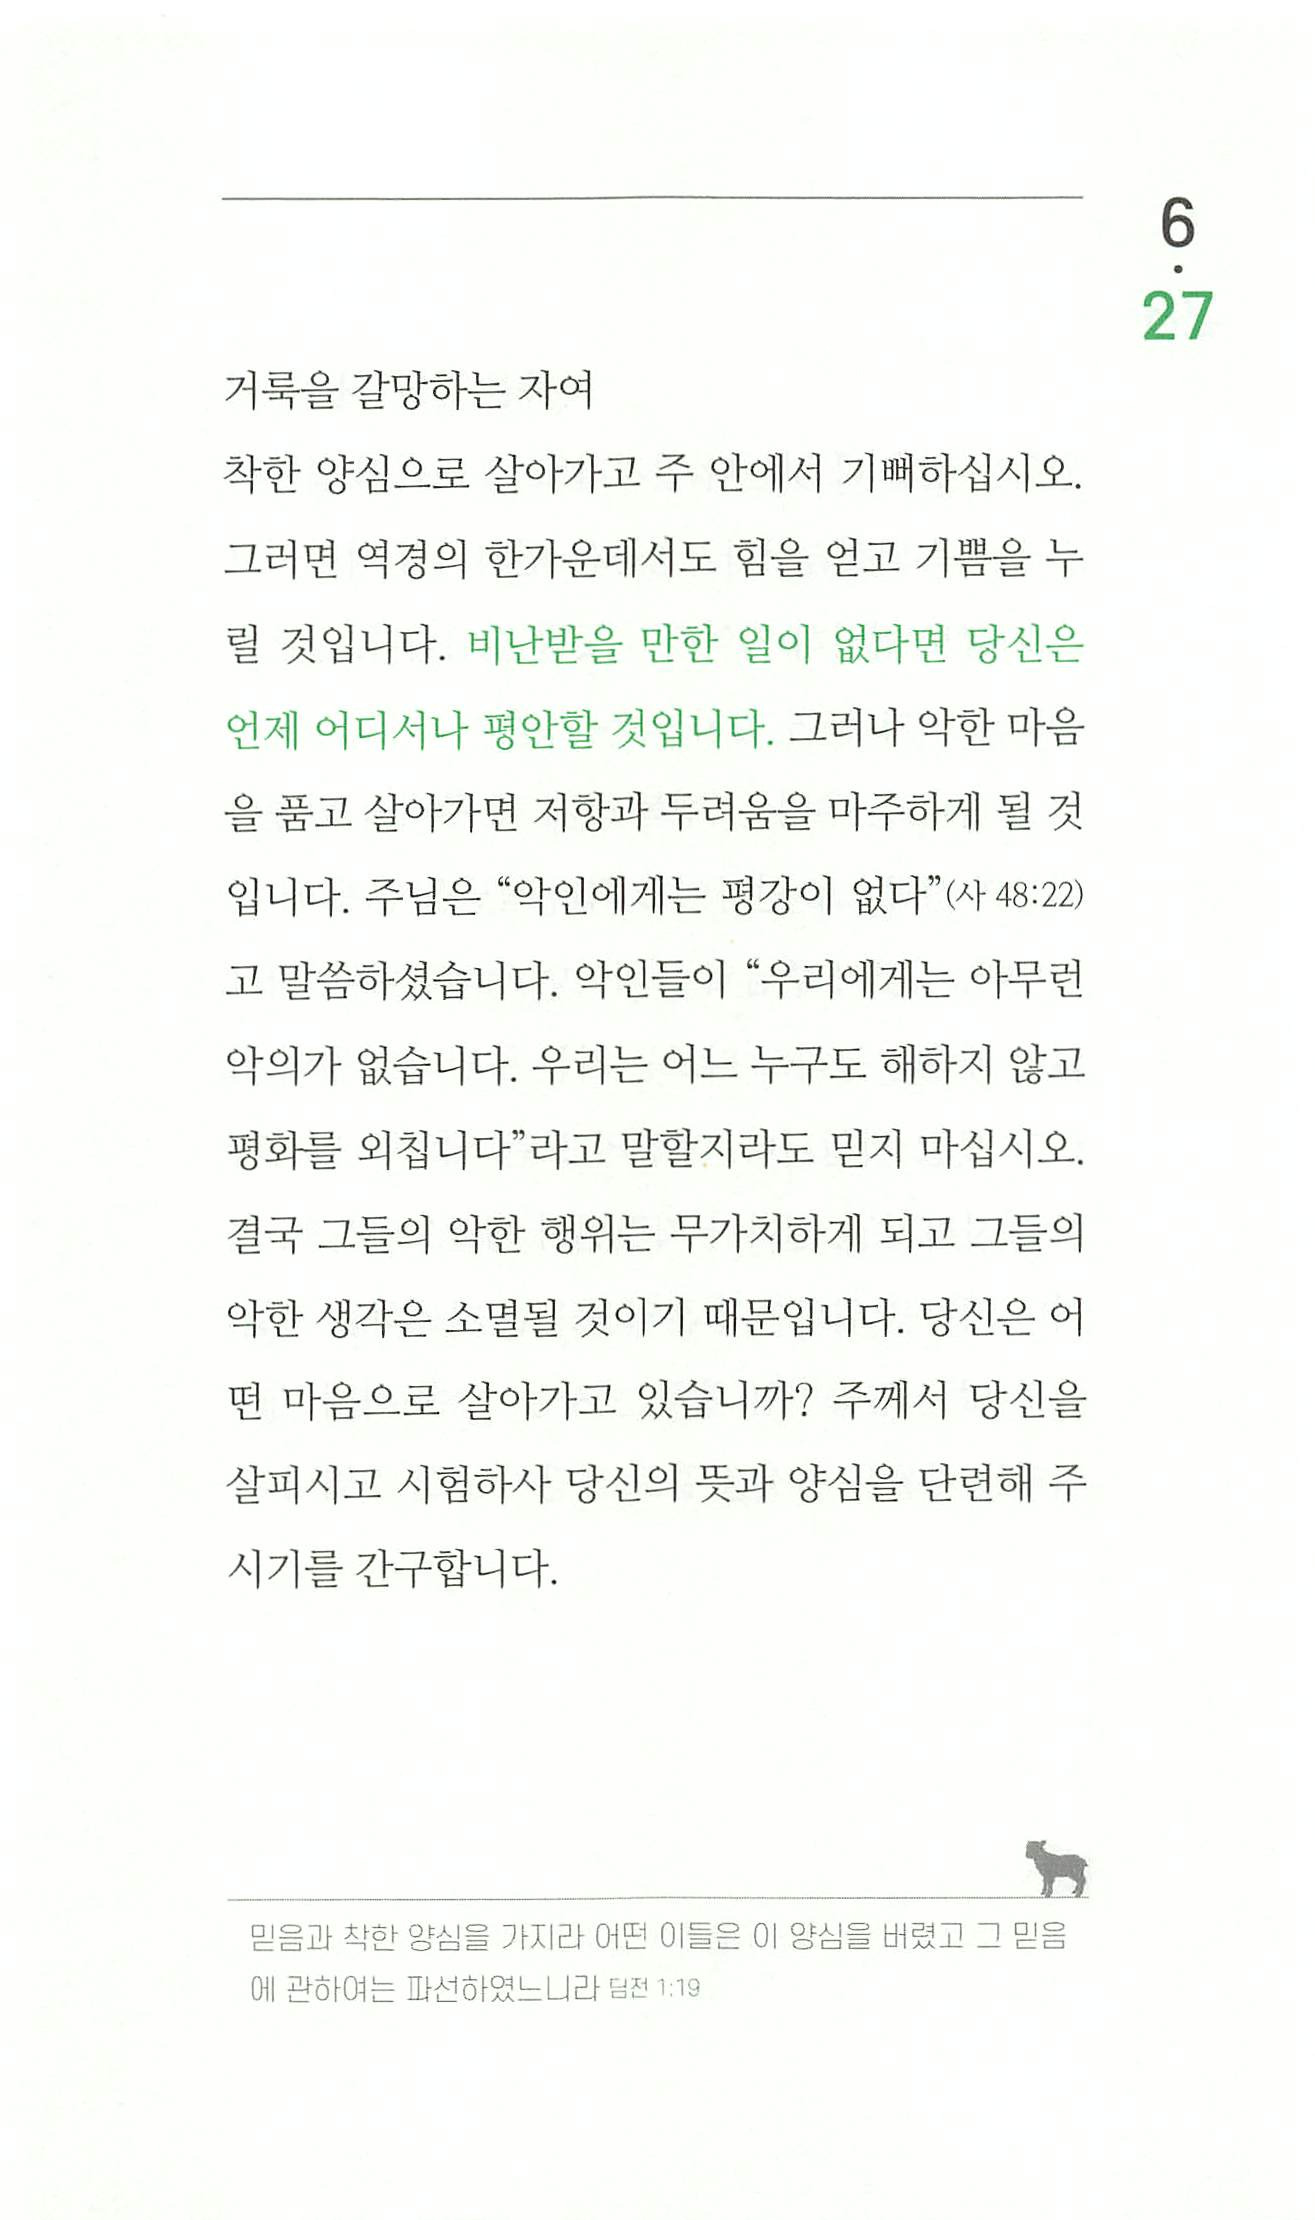 6
·
27
거룩을 갈망하는 자여
착한 양심으로 살아가고 주 안에서 기뻐하십시오.
그러면 역경의 한가운데서도 힘을 얻고 기쁨을 누
릴 것입니다. 비난받을 만한 일이 없다면 당신은
언제 어디서나 평안할 것입니다. 그러나 악한 마음
을 품고 살아가면 저항과 두려움을 마주하게 될 것
입니다. 주님은 “악인에게는 평강이 없다”(사 48:22)
고 말씀하셨습니다. 악인들이 “우리에게는 아무런
악의가 없습니다. 우리는 어느 누구도 해하지 않고
평화를 외칩니다”라고 말할지라도 믿지 마십시오.
결국 그들의 악한 행위는 무가치하게 되고 그들의
악한 생각은 소멸될 것이기 때문입니다. 당신은 어
떤 마음으로 살아가고 있습니까? 주께서 당신을
살피시고 시험하사 당신의 뜻과 양심을 단련해 주
시기를 간구합니다.
믿음과 착한 양심을 가지라 어떤 이들은 이 양심을 버렸고 그 믿음
에 관하여는 파선하였느니라 딤전 1:19